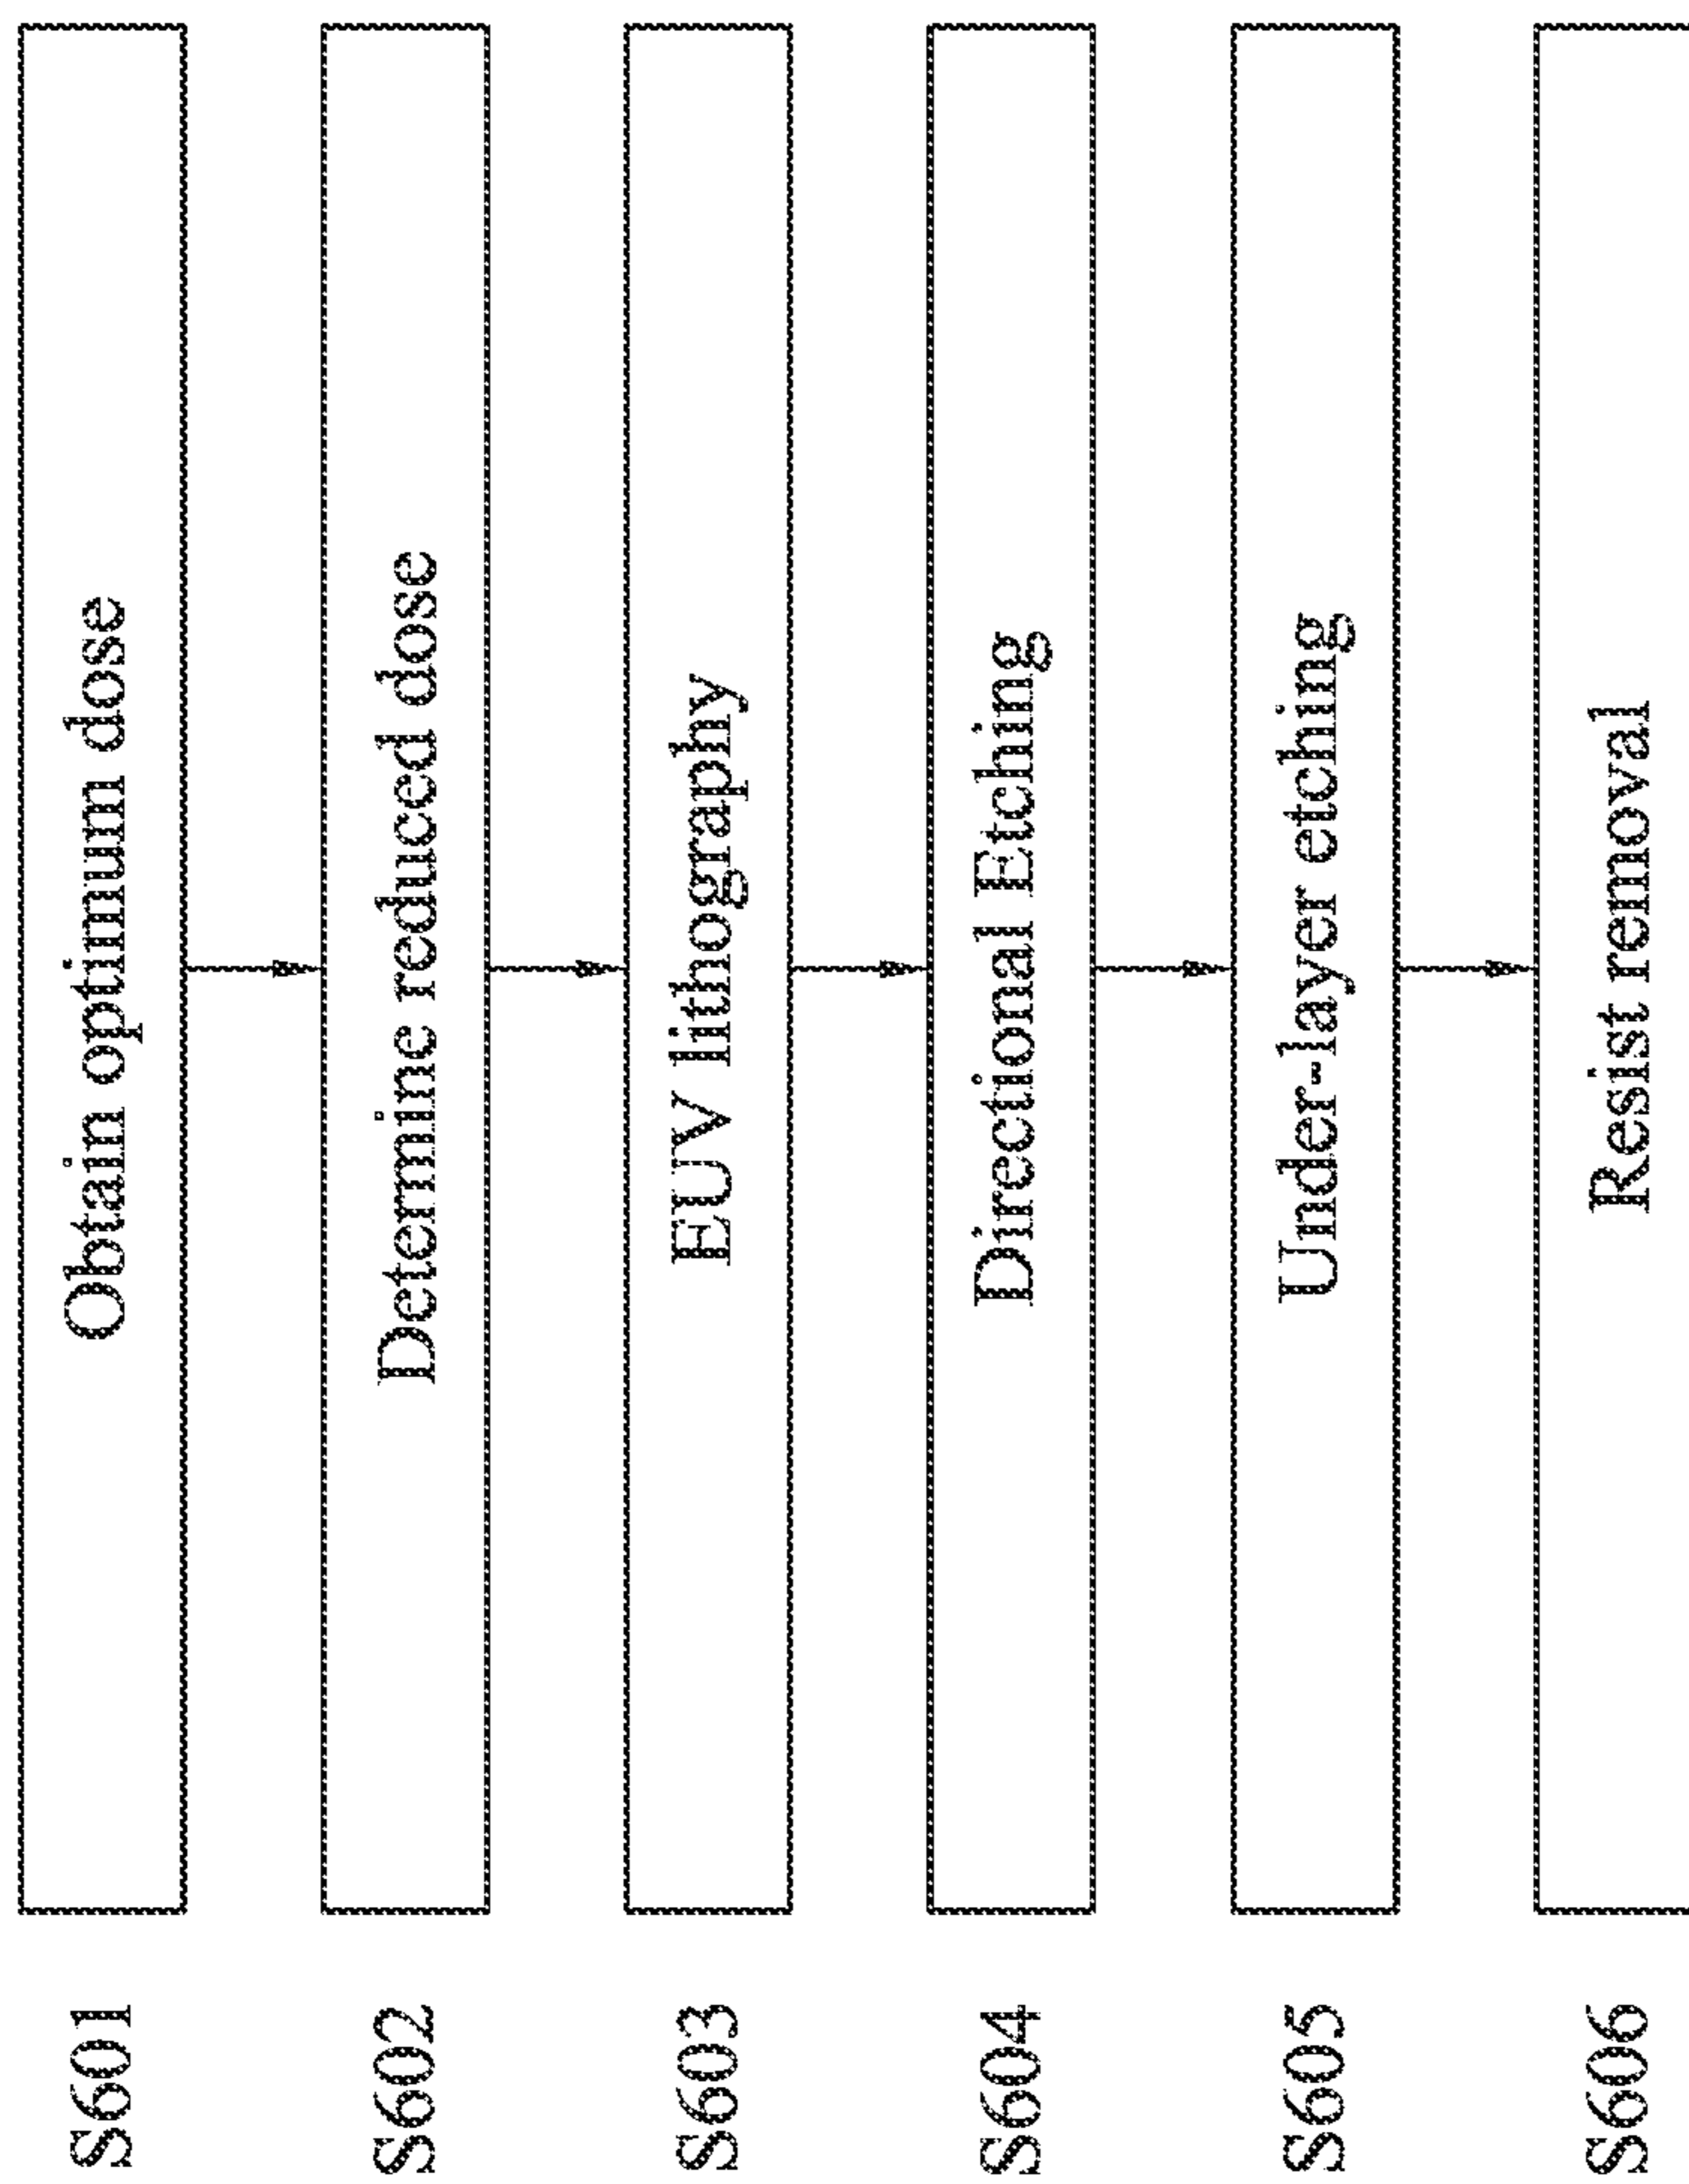 S601 Obtain optimum dose
S602 Determine reduced dose
S603 EUV lithography
S604 Directional Etching
S605 Under-layer etching
S606 Resist removal